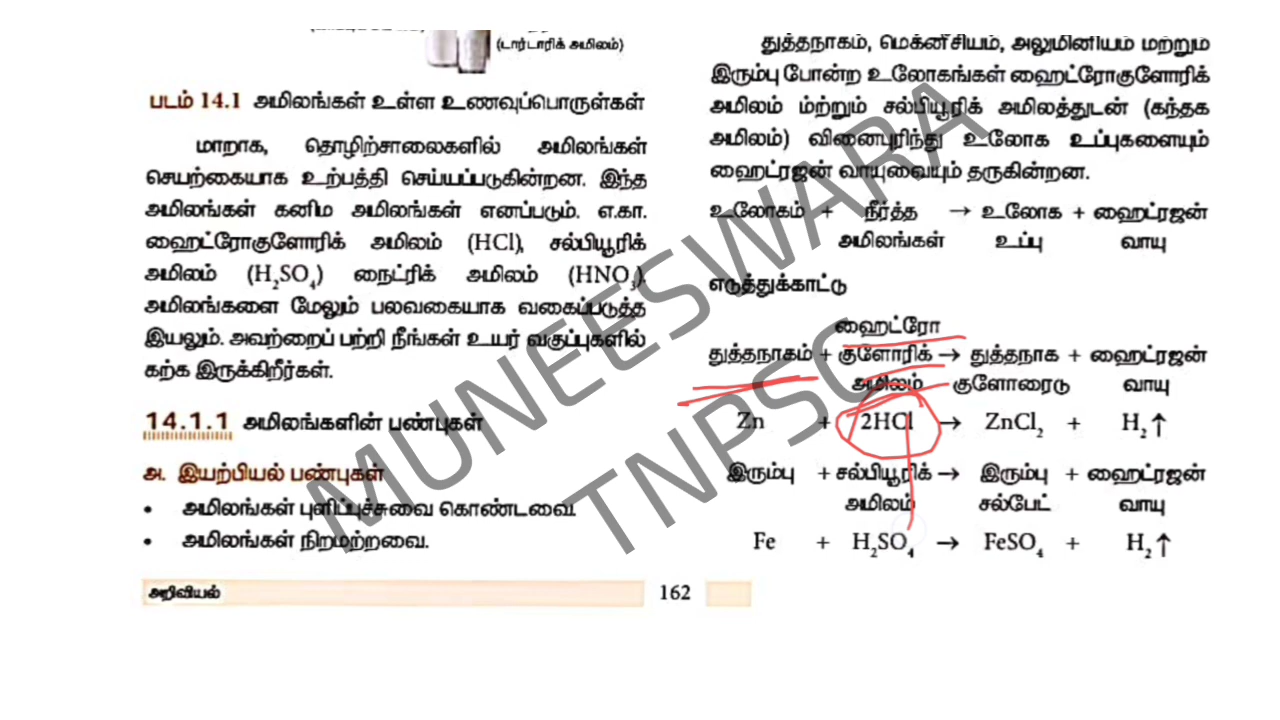 (டார்டாரிக் அமிலம்)
படம் 14.1 அமிலங்கள் உள்ள உணவுப்பொருள்கள்
மாறாக, தொழிற்சாலைகளில் அமிலங்கள்
செயற்கையாக உற்பத்தி செய்யப்படுகின்றன. இந்த
அமிலங்கள் கனிம அமிலங்கள் எனப்படும். எ.கா.
ஹைட்ரோகுளோரிக் அமிலம் (HCl), சல்பியூரிக்
அமிலம் (H₂SO₄) நைட்ரிக் அமிலம் (HNO₃).
அமிலங்களை மேலும் பலவகையாக வகைப்படுத்த
இயலும். அவற்றைப் பற்றி நீங்கள் உயர் வகுப்புகளில்
கற்க இருக்கிறீர்கள்.
14.1.1 அமிலங்களின் பண்புகள்
அ. இயற்பியல் பண்புகள்
• அமிலங்கள் புளிப்புச்சுவை கொண்டவை.
• அமிலங்கள் நிறமற்றவை.
துத்தநாகம், மெக்னீசியம், அலுமினியம் மற்றும்
இரும்பு போன்ற உலோகங்கள் ஹைட்ரோகுளோரிக்
அமிலம் ம்ற்றும் சல்பியூரிக் அமிலத்துடன் (கந்தக
அமிலம்) வினைபுரிந்து உலோக உப்புகளையும்
ஹைட்ரஜன் வாயுவையும் தருகின்றன.
உலோகம் + நீர்த்த → உலோக + ஹைட்ரஜன்
அமிலங்கள் உப்பு வாயு
எடுத்துக்காட்டு
ஹைட்ரோ
துத்தநாகம் + குளோரிக் → துத்தநாக + ஹைட்ரஜன்
அமிலம் குளோரைடு வாயு
Zn + 2HCl → ZnCl₂ + H₂↑
இரும்பு + சல்பியூரிக் → இரும்பு + ஹைட்ரஜன்
அமிலம் சல்பேட் வாயு
Fe + H₂SO₄ → FeSO₄ + H₂↑
அறிவியல்
162
MUNEESWARA
TNPSC